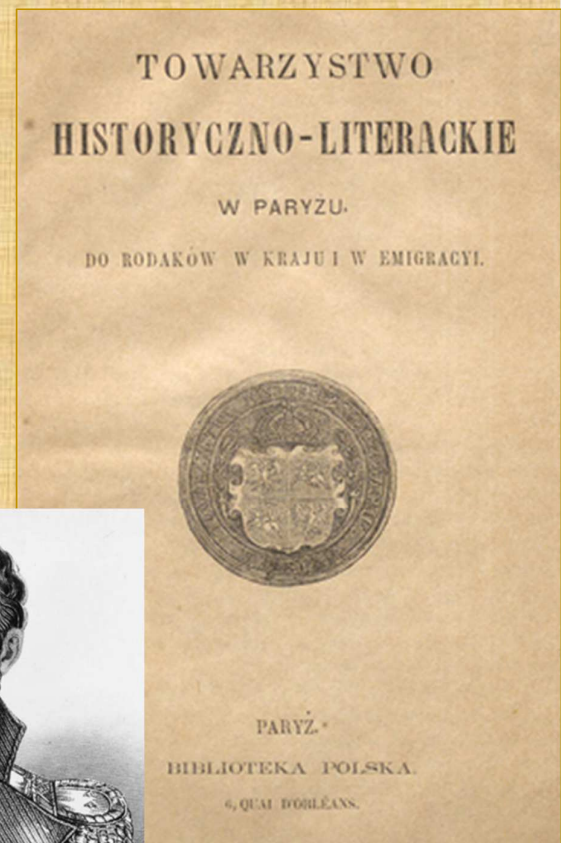 TOWARZYSTWO
HISTORYCZNO-LITERACKIE
W PARYŻU.
DO RODAKÓW W KRAJU I W EMIGRACYI.
PARYŻ.
BIBLIOTEKA POLSKA.
6, QUAI D'ORLÉANS.